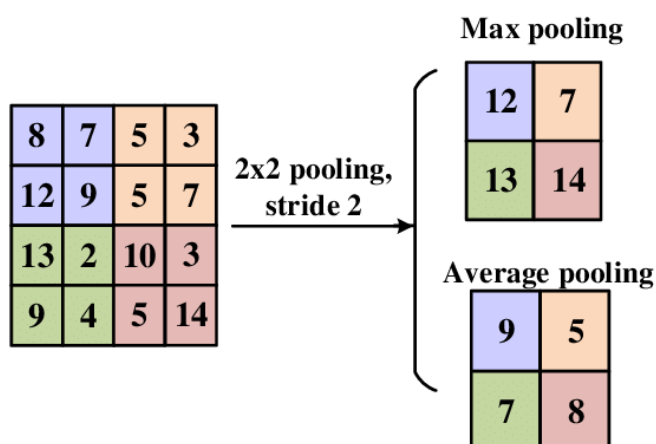 8 7 5 3
12 9 5 7
13 2 10 3
9 4 5 14
2x2 pooling,
stride 2
Max pooling
12 7
13 14
Average pooling
9 5
7 8